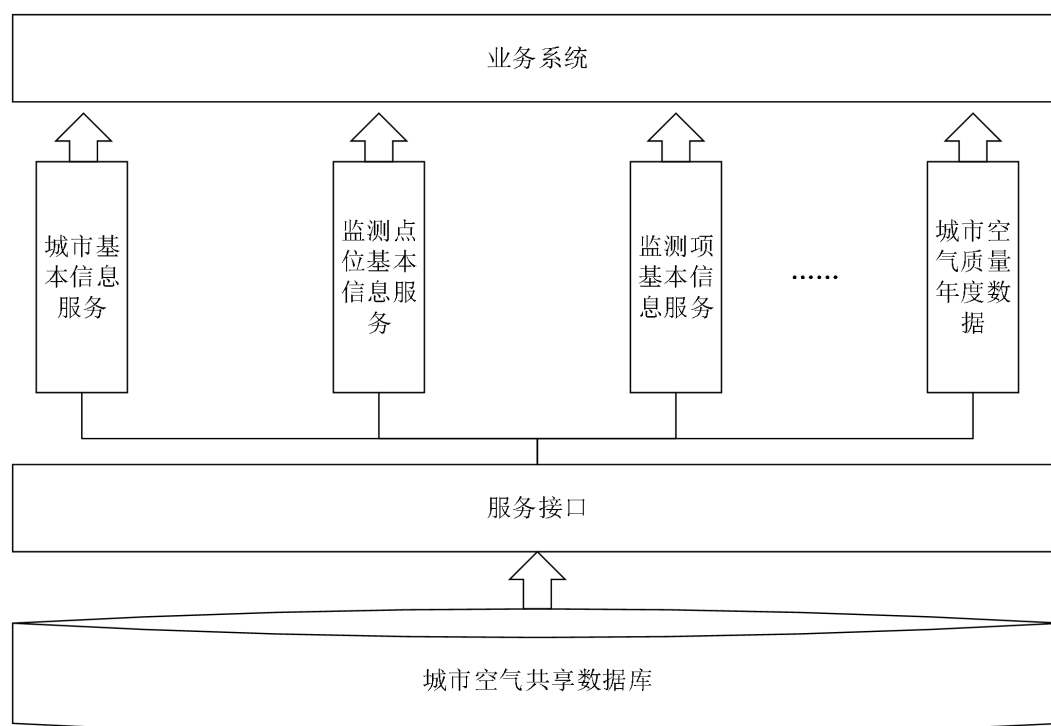 业务系统
城市基
本信息
服务
监测点
位基本
信息服
务
监测项
基本信
息服务
……
城市空
气质量
年度数
据
服务接口
城市空气共享数据库